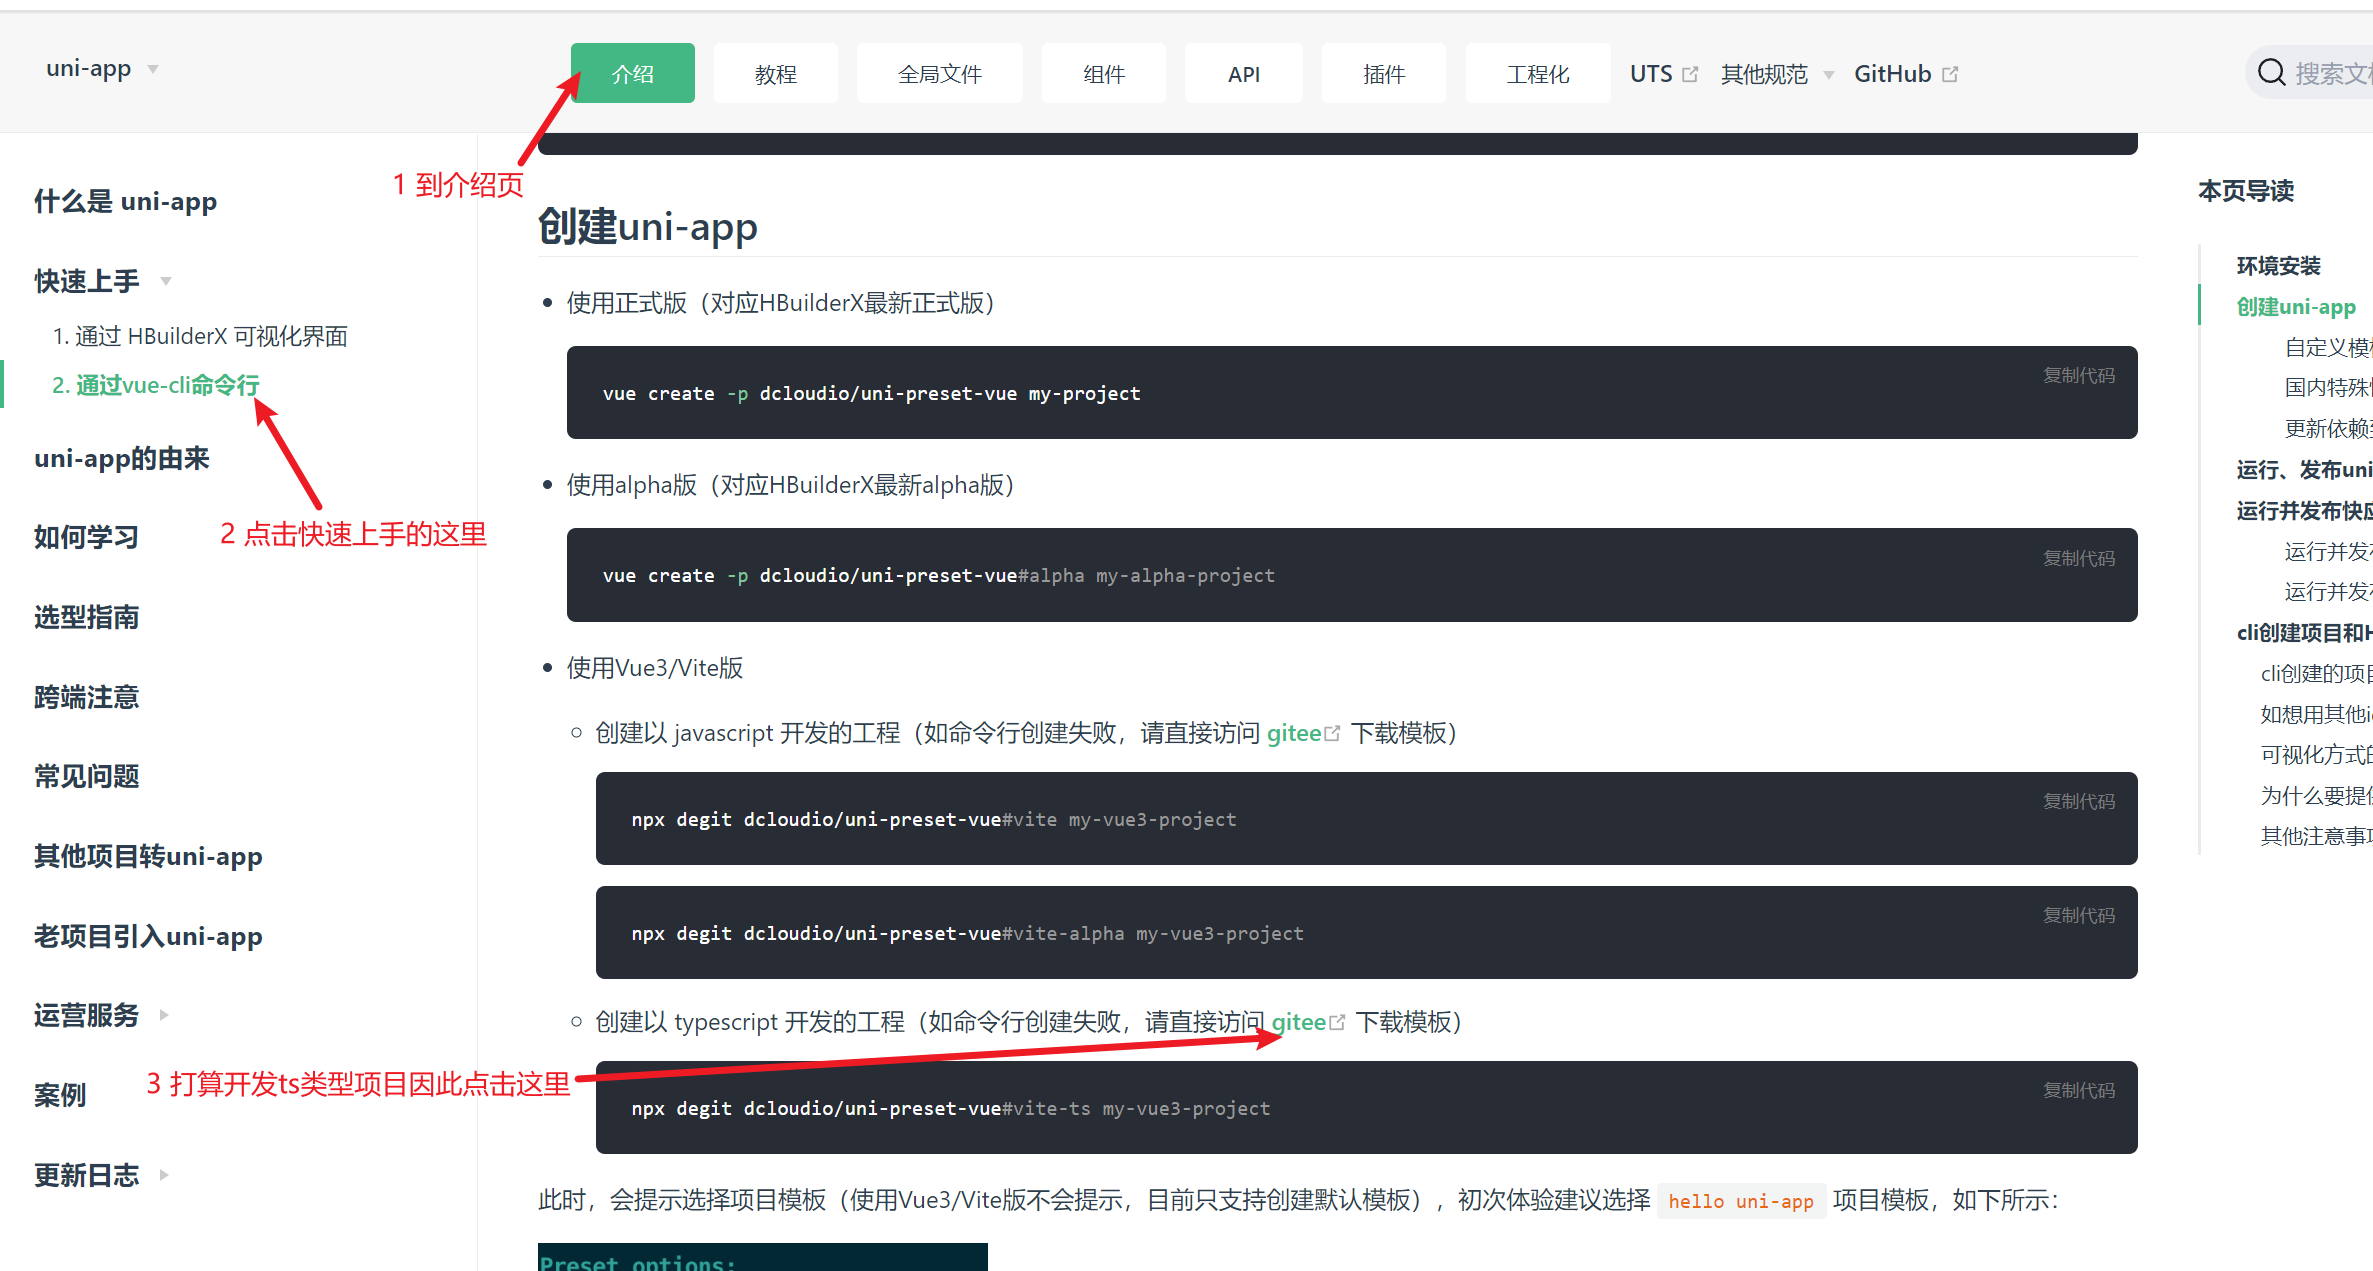 uni-app
介绍
教程
全局文件
组件
API
插件
工程化
UTS
其他规范
GitHub
搜索文
1 到介绍页
什么是 uni-app
快速上手
1. 通过 HBuilderX 可视化界面
2. 通过vue-cli命令行
uni-app的由来
2 点击快速上手的这里
如何学习
选型指南
跨端注意
常见问题
其他项目转uni-app
老项目引入uni-app
运营服务
3 打算开发ts类型项目因此点击这里
案例
更新日志
创建uni-app
使用正式版（对应HBuilderX最新正式版）
复制代码
vue create -p dcloudio/uni-preset-vue my-project
使用alpha版（对应HBuilderX最新alpha版）
复制代码
vue create -p dcloudio/uni-preset-vue#alpha my-alpha-project
使用Vue3/Vite版
创建以 javascript 开发的工程（如命令行创建失败，请直接访问 gitee 下载模板）
复制代码
npx degit dcloudio/uni-preset-vue#vite my-vue3-project
复制代码
npx degit dcloudio/uni-preset-vue#vite-alpha my-vue3-project
创建以 typescript 开发的工程（如命令行创建失败，请直接访问 gitee 下载模板）
复制代码
npx degit dcloudio/uni-preset-vue#vite-ts my-vue3-project
此时，会提示选择项目模板（使用Vue3/Vite版不会提示，目前只支持创建默认模板），初次体验建议选择 hello uni-app 项目模板，如下所示：
Preset options:
本页导读
环境安装
创建uni-app
自定义模
国内特殊
更新依赖
运行、发布uni
运行并发布快
运行并发
运行并发
cli创建项目和H
cli创建的项
如想用其他i
可视化方式
为什么要提
其他注意事